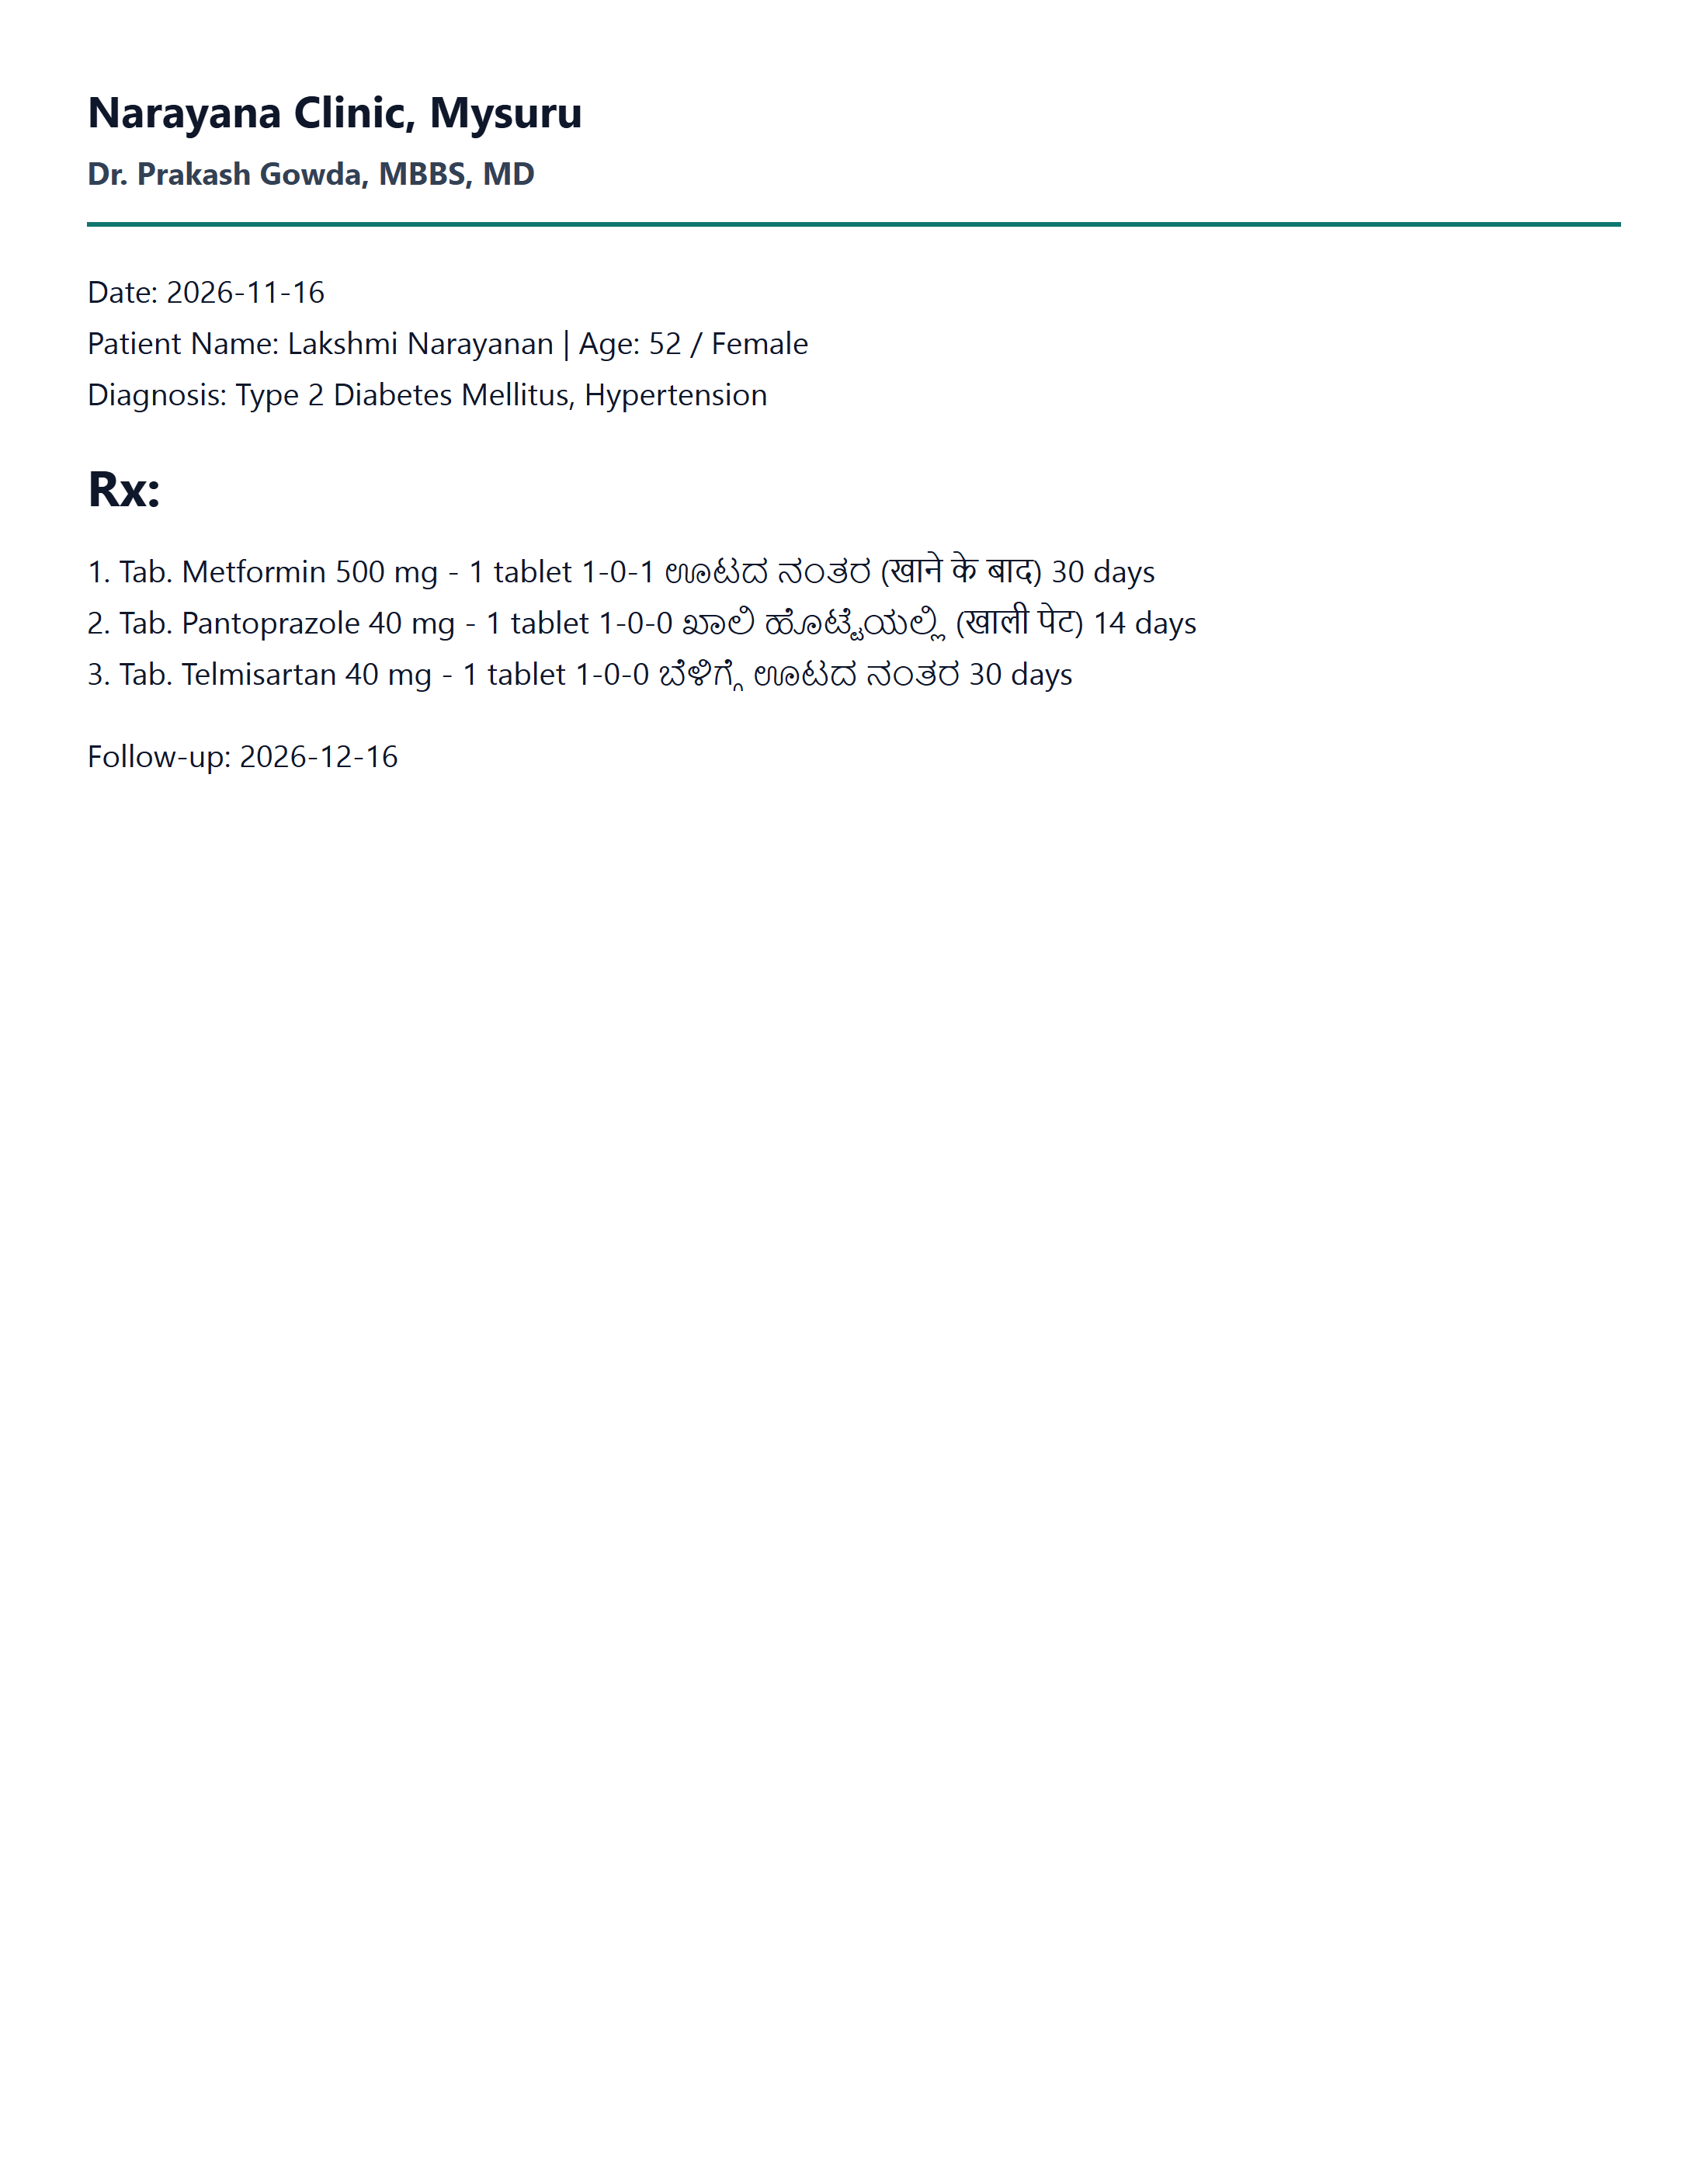 Narayana Clinic, Mysuru
Dr. Prakash Gowda, MBBS, MD
Date: 2026-11-16
Patient Name: Lakshmi Narayanan | Age: 52 / Female
Diagnosis: Type 2 Diabetes Mellitus, Hypertension
Rx:
1. Tab. Metformin 500 mg - 1 tablet 1-0-1 ಊಟದ ನಂತರ (खाने के बाद) 30 days
2. Tab. Pantoprazole 40 mg - 1 tablet 1-0-0 ಖಾಲಿ ಹೊಟ್ಟೆಯಲ್ಲಿ (खाली पेट) 14 days
3. Tab. Telmisartan 40 mg - 1 tablet 1-0-0 ಬೆಳಿಗ್ಗೆ ಊಟದ ನಂತರ 30 days
Follow-up: 2026-12-16